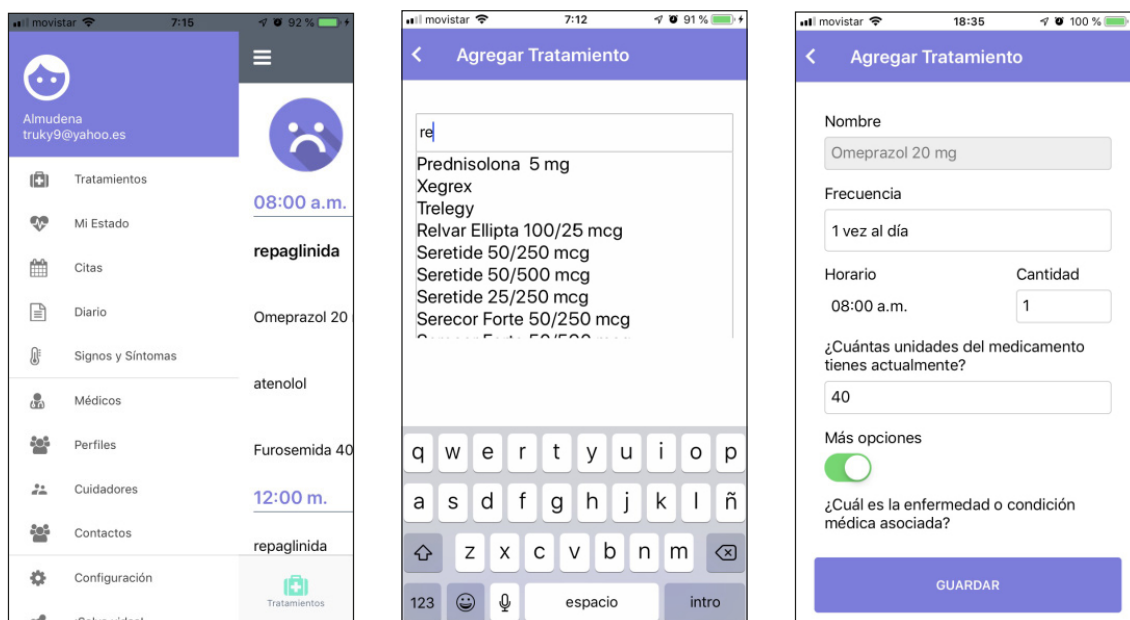 movistar 7:15 92 %
Almudena
truky9@yahoo.es
Tratamientos
Mi Estado
Citas
Diario
Signos y Síntomas
Médicos
Perfiles
Cuidadores
Contactos
Configuración
08:00 a.m.
repaglinida
Omeprazol 20
atenolol
Furosemida 40
12:00 m.
repaglinida
Tratamientos
movistar 7:12 91 %
Agregar Tratamiento
re
Prednisolona 5 mg
Xegrex
Trelegy
Relvar Ellipta 100/25 mcg
Seretide 50/250 mcg
Seretide 50/500 mcg
Seretide 25/250 mcg
Serecor Forte 50/250 mcg
q w e r t y u i o p
a s d f g h j k l ñ
z x c v b n m
123 espacio intro
movistar 18:35 100 %
Agregar Tratamiento
Nombre
Omeprazol 20 mg
Frecuencia
1 vez al día
Horario Cantidad
08:00 a.m. 1
¿Cuántas unidades del medicamento
tienes actualmente?
40
Más opciones
¿Cuál es la enfermedad o condición
médica asociada?
GUARDAR